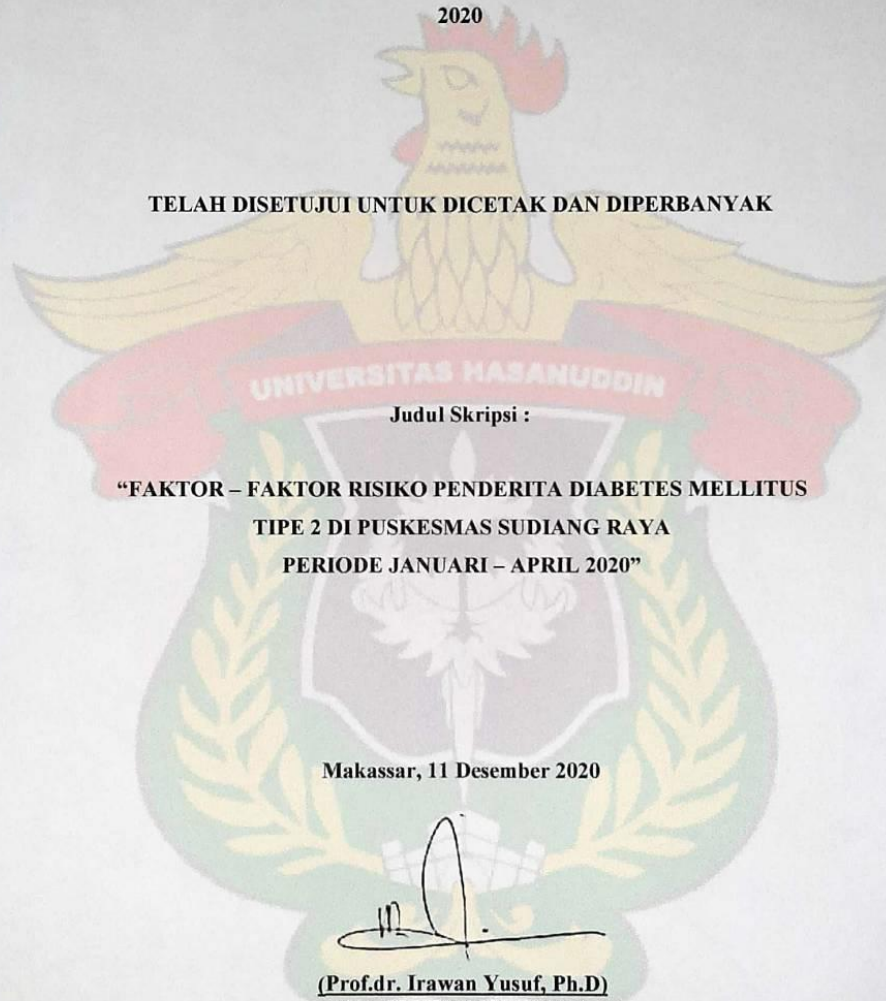 2020
TELAH DISETUJUI UNTUK DICETAK DAN DIPERBANYAK
UNIVERSITAS HASANUDDIN
Judul Skripsi :
“FAKTOR – FAKTOR RISIKO PENDERITA DIABETES MELLITUS
TIPE 2 DI PUSKESMAS SUDIANG RAYA
PERIODE JANUARI – APRIL 2020”
Makassar, 11 Desember 2020
(Prof.dr. Irawan Yusuf, Ph.D)